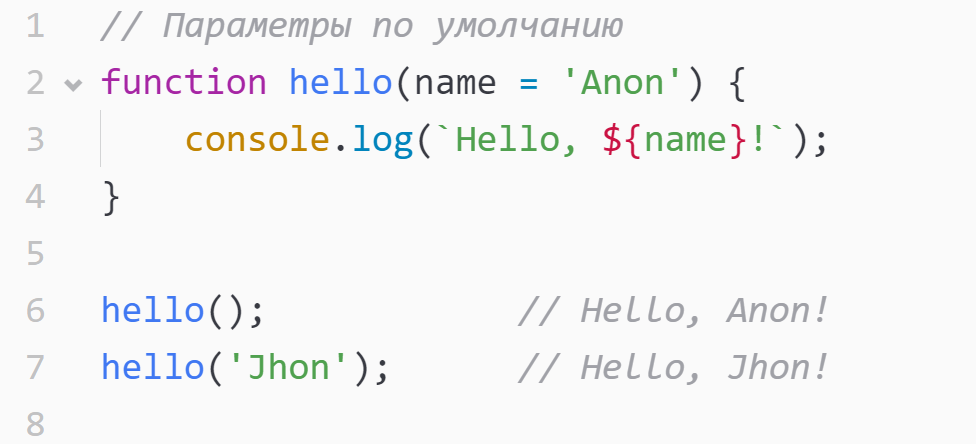 1 // Параметры по умолчанию
2 function hello(name = 'Anon') {
3 console.log(`Hello, ${name}!`);
4 }
5
6 hello(); // Hello, Anon!
7 hello('Jhon'); // Hello, Jhon!
8